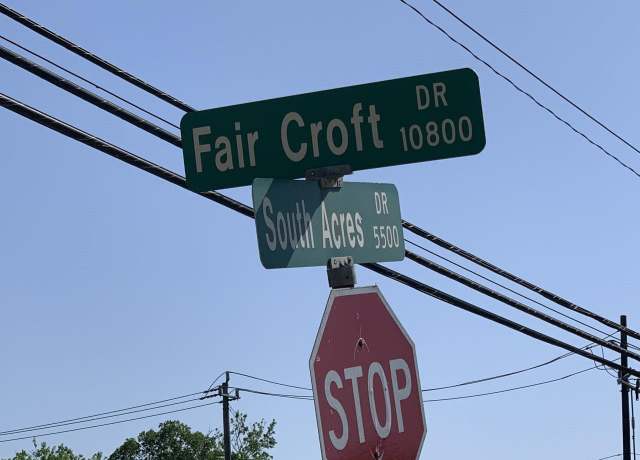 Fair Croft DR 10800
South Acres DR 5500
STOP